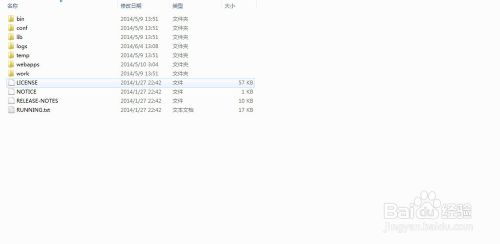 名称 修改日期 类型 大小
bin 2014/5/9 13:51 文件夹
conf 2014/5/9 13:51 文件夹
lib 2014/5/9 13:51 文件夹
logs 2014/6/4 13:08 文件夹
temp 2014/5/9 13:51 文件夹
webapps 2014/5/10 3:04 文件夹
work 2014/5/9 13:51 文件夹
LICENSE 2014/1/27 22:42 文件 57 KB
NOTICE 2014/1/27 22:42 文件 1 KB
RELEASE-NOTES 2014/1/27 22:42 文件 10 KB
RUNNING.txt 2014/1/27 22:42 文本文档 17 KB
Baidu 经验
jingyan.baidu.com